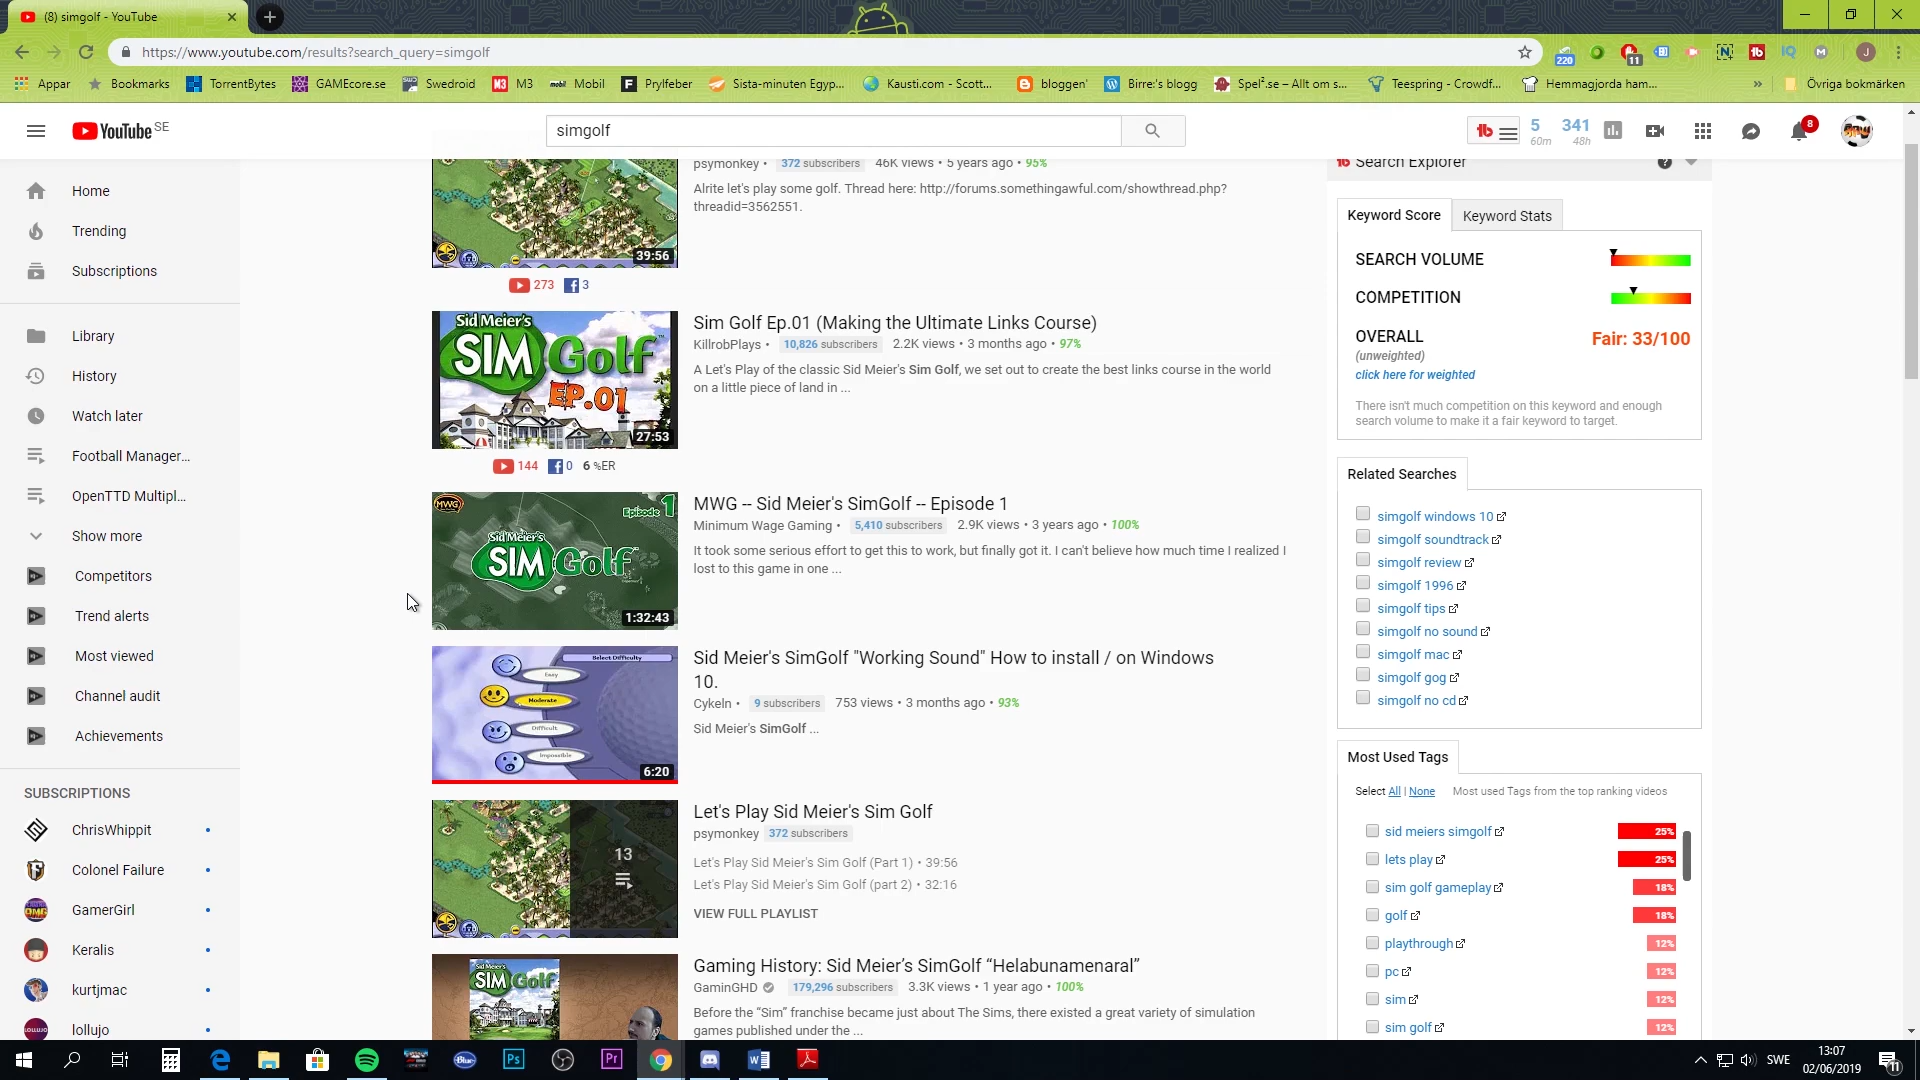 (8) simgolf - YouTube
https://www.youtube.com/results?search_query=simgolf
220
11
J
Appar
Bookmarks
TorrentBytes
GAMEcore.se
Swedroid
M3
Mobil
Prylfeber
Sista-minuten Egyp...
Kausti.com - Scott...
bloggen'
Birre:s blogg
Spel².se – Allt om s...
Teespring - Crowdf...
Hemmagjorda ham...
»
Övriga bokmärken
YouTube SE
simgolf
5
60m
341
48h
8
Home
Trending
Subscriptions
Library
History
Watch later
Football Manager...
OpenTTD Multipl...
Show more
Competitors
Trend alerts
Most viewed
Channel audit
Achievements
SUBSCRIPTIONS
ChrisWhippit
Colonel Failure
GamerGirl
Keralis
kurtjmac
lollujo
psymonkey • 372 subscribers 46K views • 5 years ago • 95%
Alrite let's play some golf. Thread here: http://forums.somethingawful.com/showthread.php?
threadid=3562551.
39:56
273
3
Sid Meier's
SIM Golf
EP.01
27:53
Sim Golf Ep.01 (Making the Ultimate Links Course)
KillrobPlays • 10,826 subscribers 2.2K views • 3 months ago • 97%
A Let's Play of the classic Sid Meier's Sim Golf, we set out to create the best links course in the world
on a little piece of land in ...
144
0
6 %ER
MWG
Episode 1
Sid Meier's
SIM Golf
1:32:43
MWG -- Sid Meier's SimGolf -- Episode 1
Minimum Wage Gaming • 5,410 subscribers 2.9K views • 3 years ago • 100%
It took some serious effort to get this to work, but finally got it. I can't believe how much time I realized I
lost to this game in one ...
Select Difficulty
Easy
Moderate
Difficult
Impossible
6:20
Sid Meier's SimGolf "Working Sound" How to install / on Windows
10.
Cykeln • 9 subscribers 753 views • 3 months ago • 93%
Sid Meier's SimGolf ...
13
Let's Play Sid Meier's Sim Golf
psymonkey 372 subscribers
Let's Play Sid Meier's Sim Golf (Part 1) • 39:56
Let's Play Sid Meier's Sim Golf (part 2) • 32:16
VIEW FULL PLAYLIST
Sid Meier's
SIM Golf
Gaming History: Sid Meier’s SimGolf “Helabunamenaral”
GaminGHD 179,296 subscribers 3.3K views • 1 year ago • 100%
Before the “Sim” franchise became just about The Sims, there existed a great variety of simulation
games published under the ...
Search Explorer
Keyword Score
Keyword Stats
SEARCH VOLUME
COMPETITION
OVERALL
(unweighted)
click here for weighted
Fair: 33/100
There isn't much competition on this keyword and enough
search volume to make it a fair keyword to target.
Related Searches
simgolf windows 10
simgolf soundtrack
simgolf review
simgolf 1996
simgolf tips
simgolf no sound
simgolf mac
simgolf gog
simgolf no cd
Most Used Tags
Select All | None Most used Tags from the top ranking videos
sid meiers simgolf 25%
lets play 25%
sim golf gameplay 18%
golf 18%
playthrough 12%
pc 12%
sim 12%
sim golf 12%
SWE
13:07
02/06/2019
11